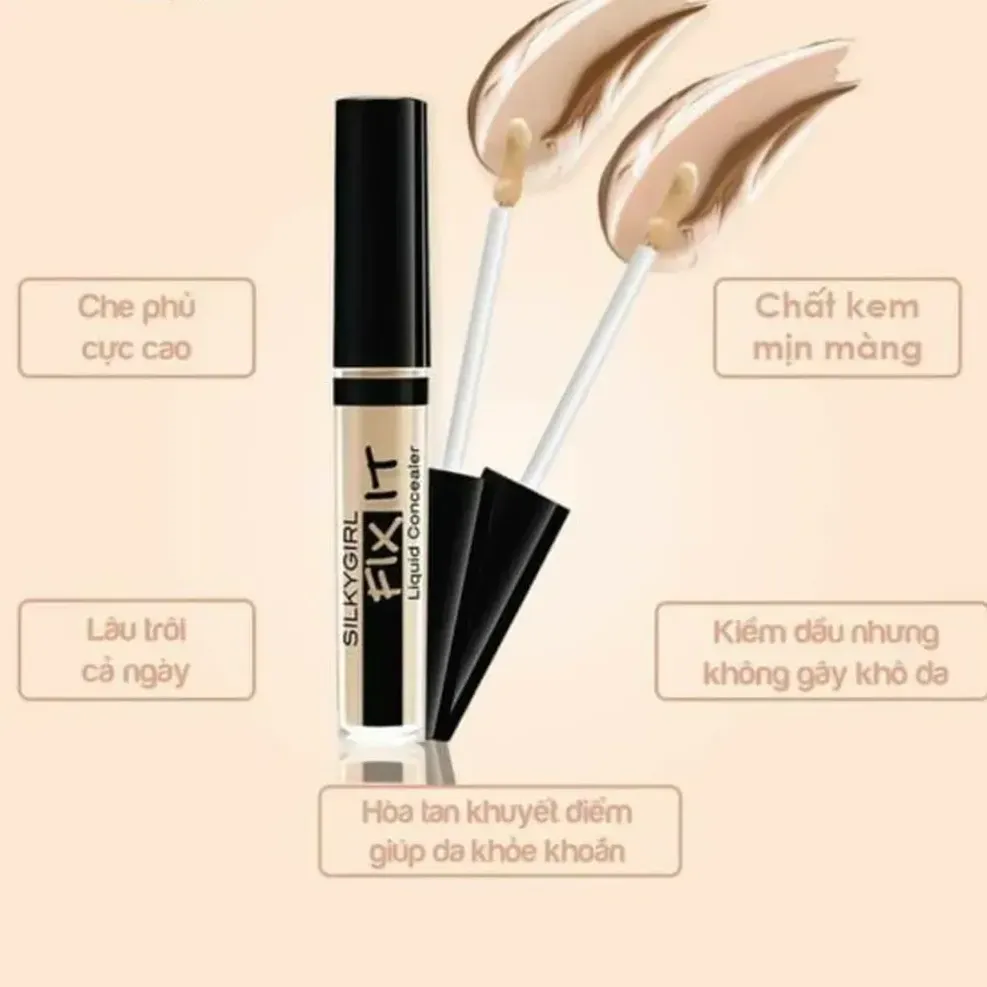 Che phủ
cực cao
Chất kem
mịn màng
SILKYGIRL
FIX IT
Liquid Concealer
Lâu trôi
cả ngày
Kiềm dầu nhưng
không gây khô da
Hòa tan khuyết điểm
giúp da khỏe khoắn